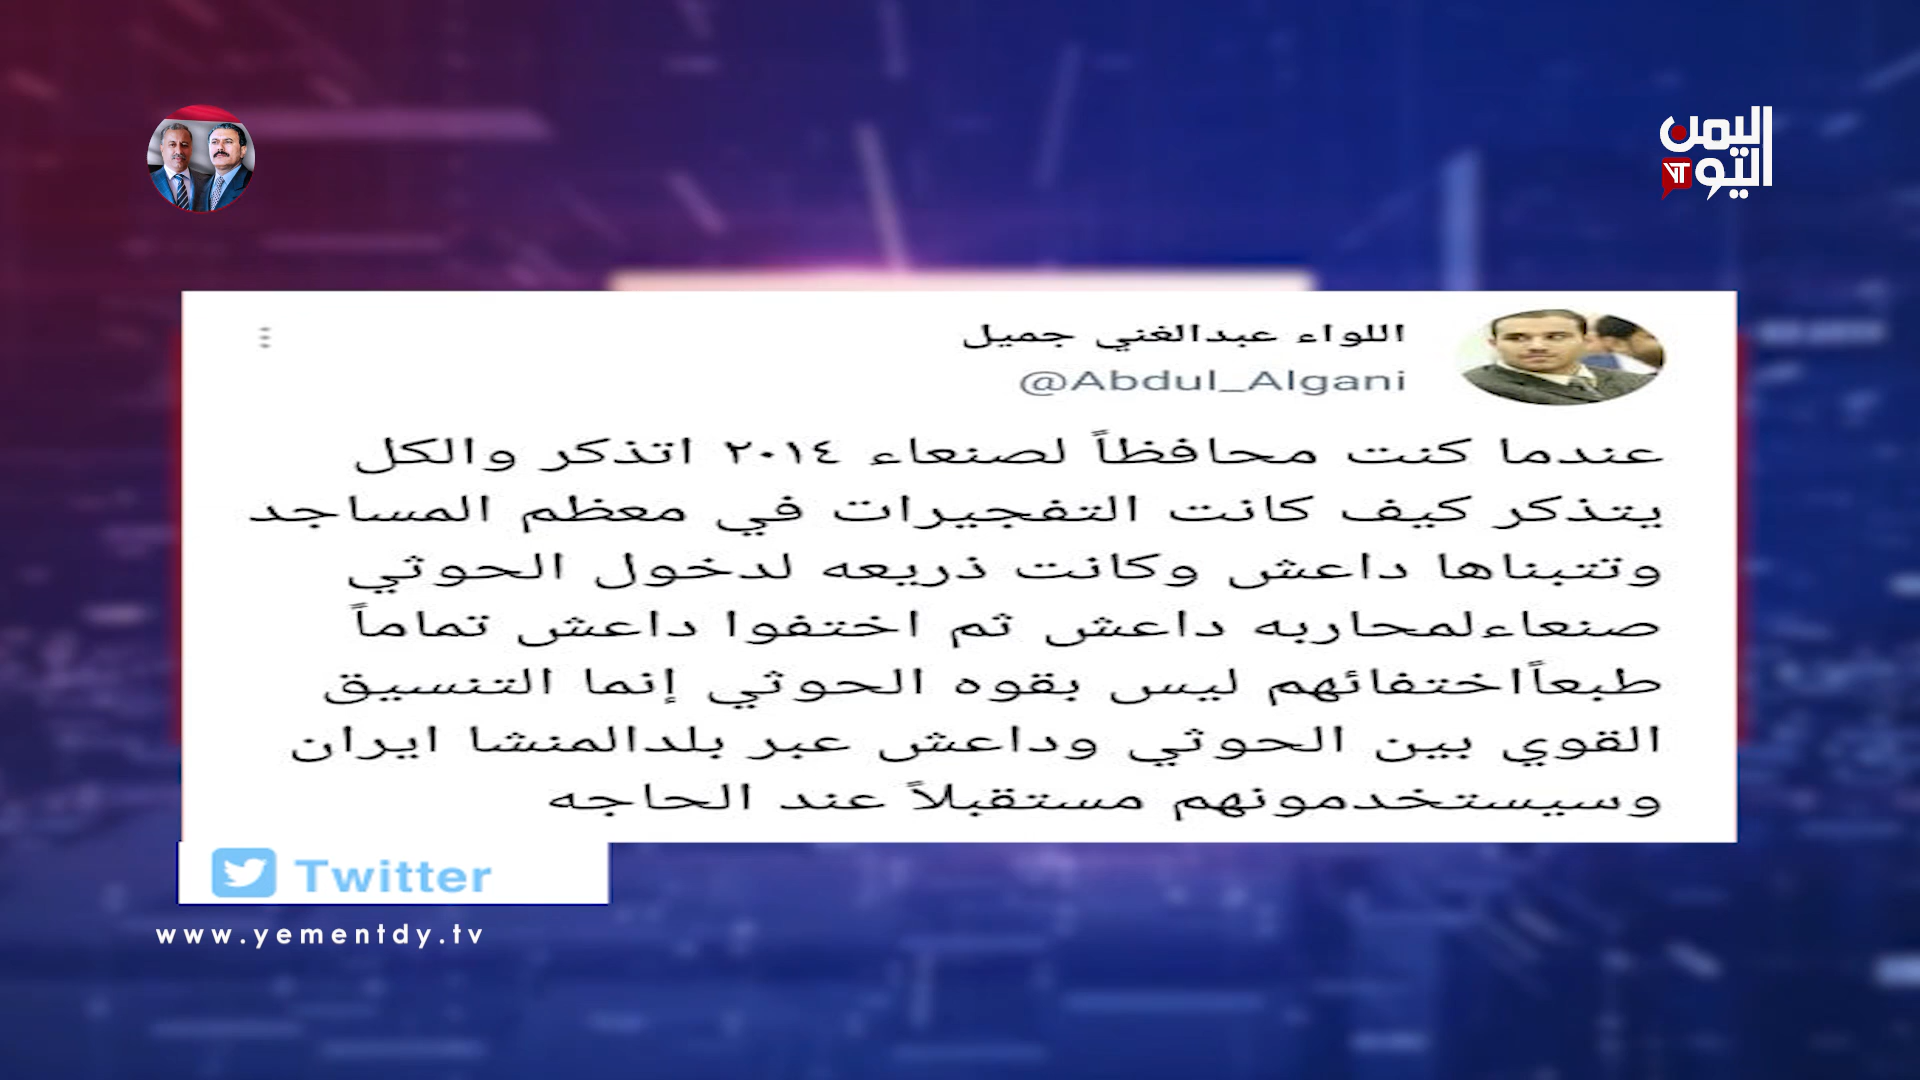 اليمن
اليوم
YT
اللواء عبدالغني جميل
@Abdul_Algani
عندما كنت محافظاً لصنعاء ٢٠١٤ اتذكر والكل
يتذكر كيف كانت التفجيرات في معظم المساجد
وتتبناها داعش وكانت ذريعه لدخول الحوثي
صنعاءلمحاربه داعش ثم اختفوا داعش تماماً
طبعاًاختفائهم ليس بقوه الحوثي إنما التنسيق
القوي بين الحوثي وداعش عبر بلدالمنشا ايران
وسيستخدمونهم مستقبلاً عند الحاجه
Twitter
www.yementdy.tv